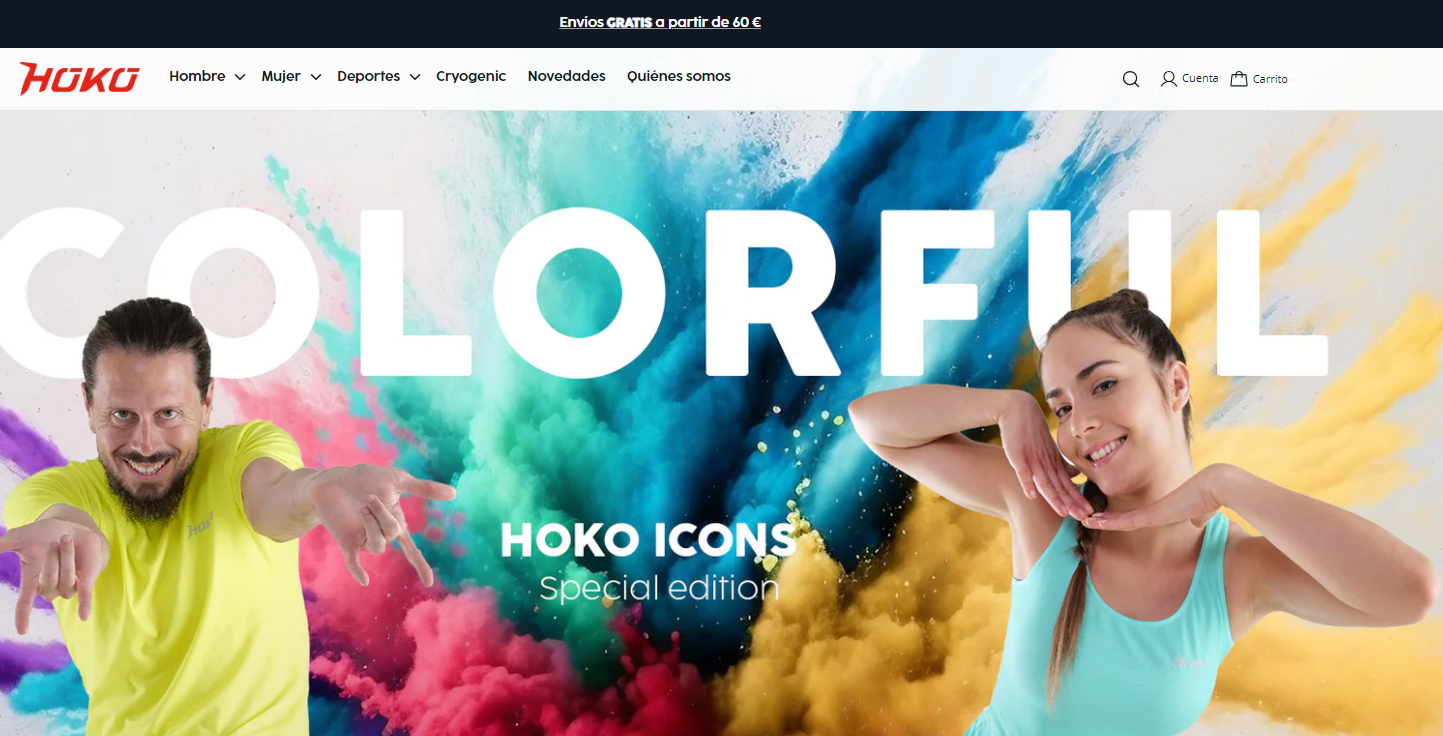 Envíos GRATIS a partir de 60 €
HOKO
Hombre
Mujer
Deportes
Cryogenic
Novedades
Quiénes somos
Cuenta
Carrito
COLORFUL
HOKO ICONS
Special edition
HOKO